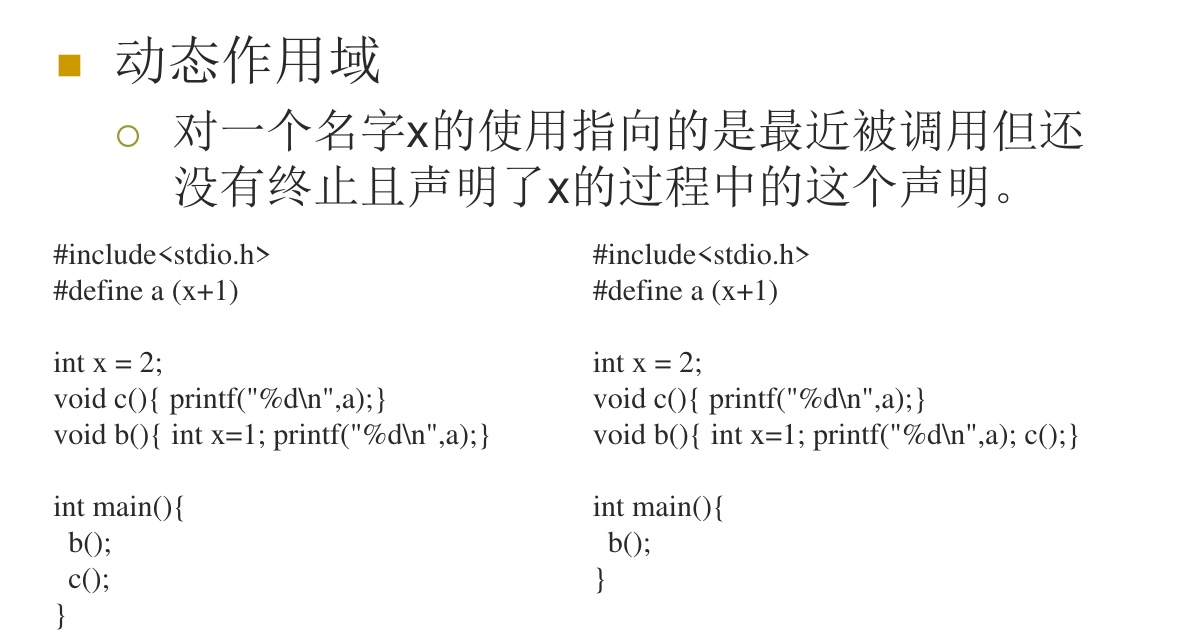 动态作用域
对一个名字x的使用指向的是最近被调用但还
没有终止且声明了x的过程中的这个声明。
#include<stdio.h>
#define a (x+1)
int x = 2;
void c(){ printf("%d\n",a);}
void b(){ int x=1; printf("%d\n",a);}
int main(){
b();
c();
}
#include<stdio.h>
#define a (x+1)
int x = 2;
void c(){ printf("%d\n",a);}
void b(){ int x=1; printf("%d\n",a); c();}
int main(){
b();
}